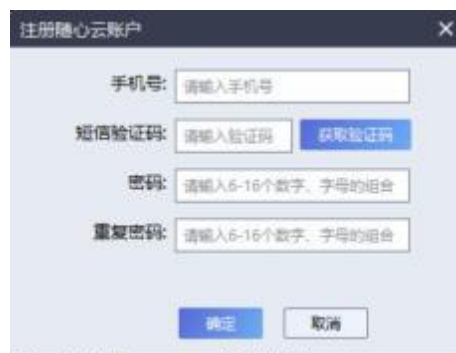 注册随心云账户
手机号: 请输入手机号
短信验证码: 请输入验证码 获取验证码
密码: 请输入6-16个数字、字母的组合
重复密码: 请输入6-16个数字、字母的组合
确定 取消